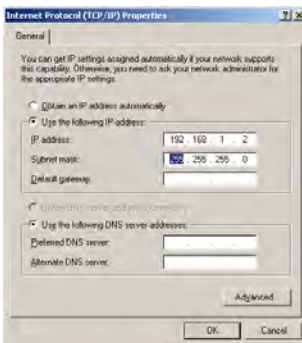 Internet Protocol (TCP/IP) Properties
General
You can get IP settings assigned automatically if your network supports
this capability. Otherwise, you need to ask your network administrator for
the appropriate IP settings.
Obtain an IP address automatically
Use the following IP address:
IP address: 192 . 168 . 1 . 2
Subnet mask: 255 . 255 . 255 . 0
Default gateway:
Use the following DNS server addresses:
Preferred DNS server:
Alternate DNS server:
Advanced...
OK Cancel